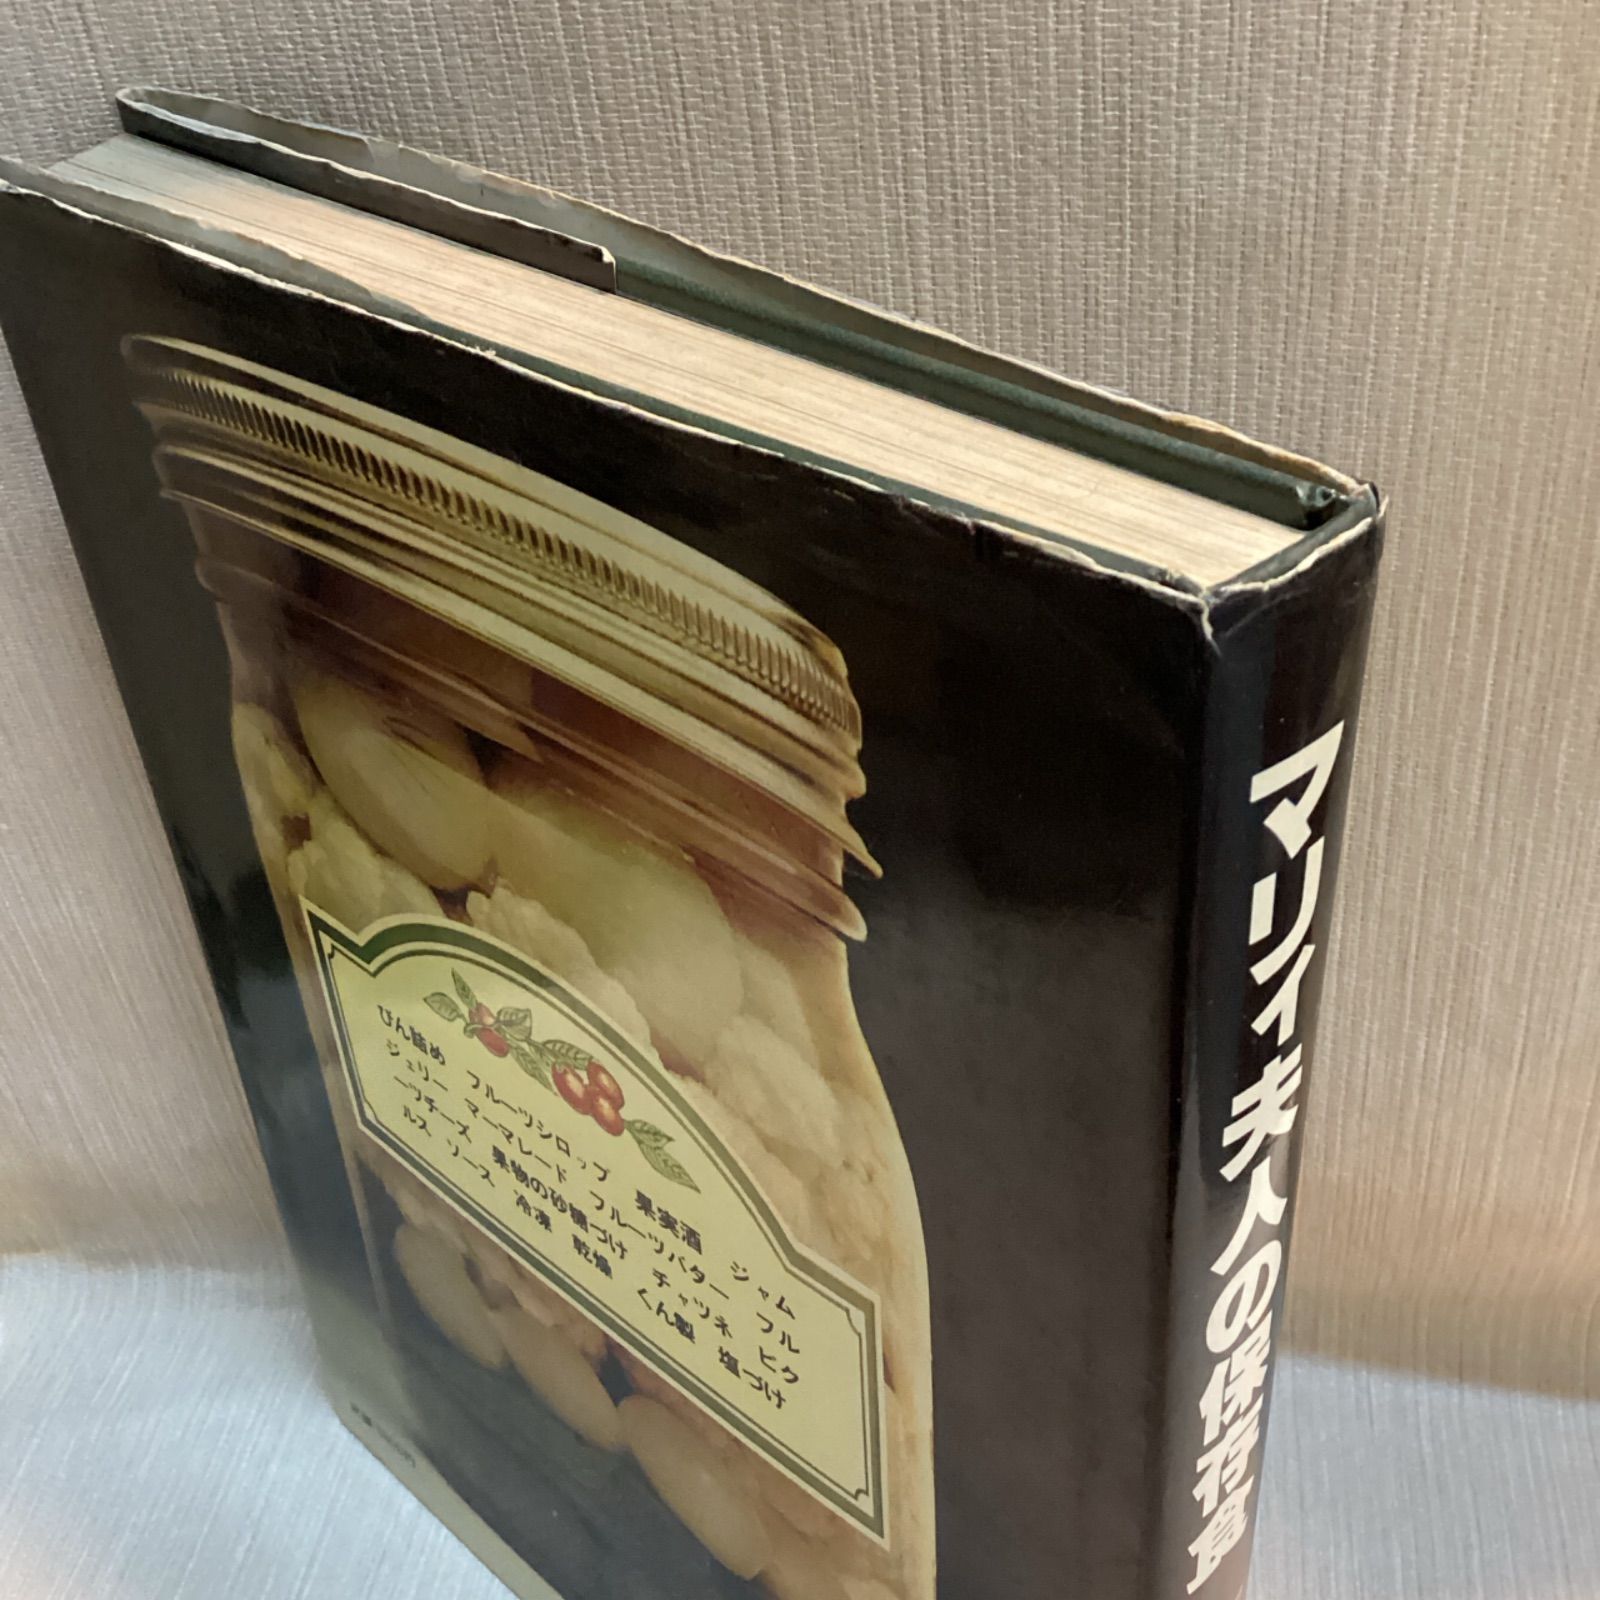 びん詰め フルーツシロップ 果実酒 ジャム
ジェリー マーマレード フルーツバター フル
ーツチーズ 果物の砂糖づけ チャツネ ピク
ルス ソース 冷凍 乾燥 くん製 塩づけ
マリイ夫人の保存食